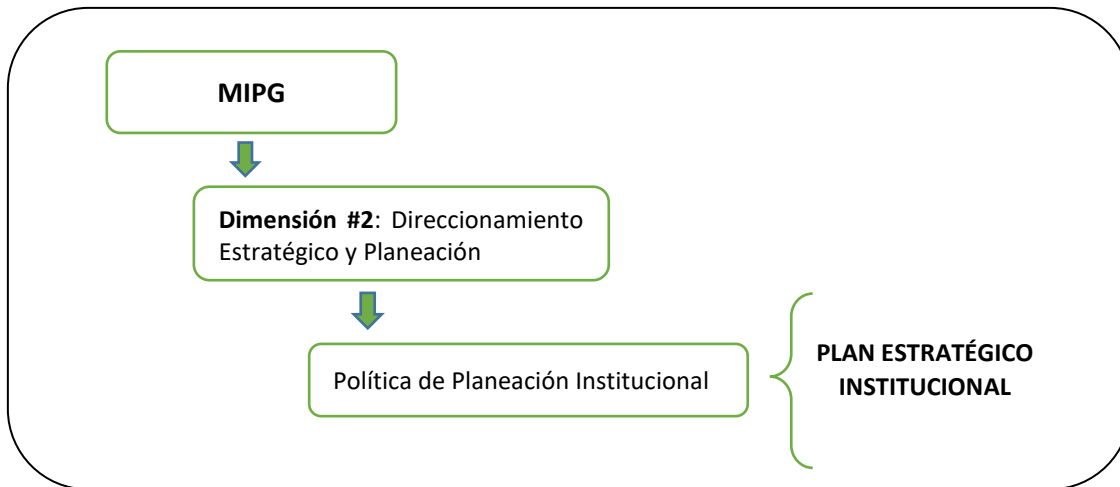 MIPG
Dimensión #2: Direccionamiento
Estratégico y Planeación
Política de Planeación Institucional
PLAN ESTRATÉGICO
INSTITUCIONAL